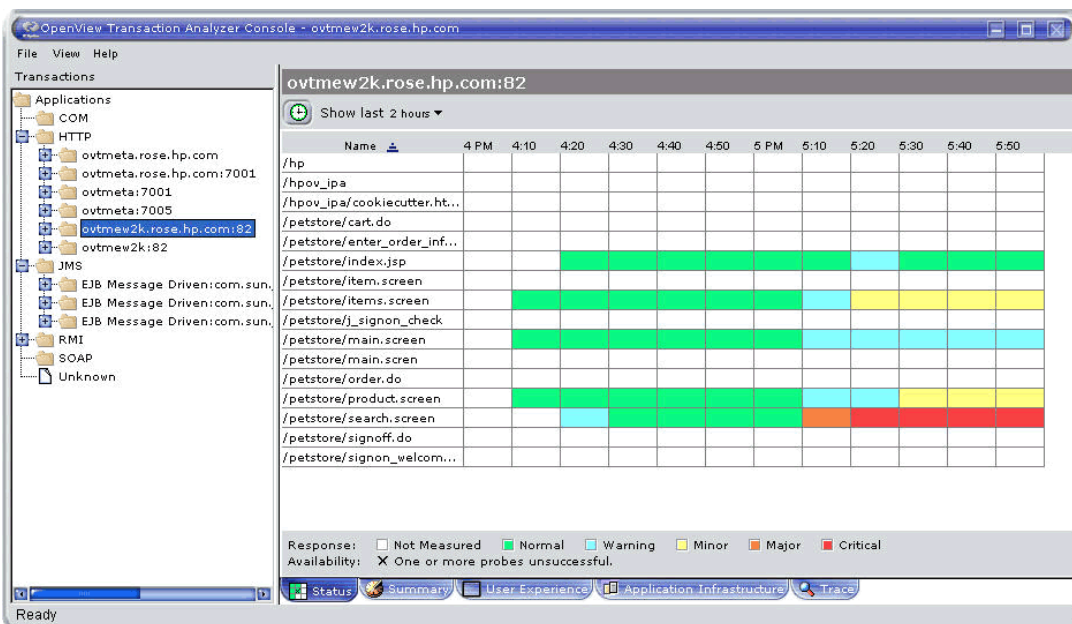 OpenView Transaction Analyzer Console - ovtmew2k.rose.hp.com
File View Help
Transactions
Applications
COM
HTTP
ovtmeta.rose.hp.com
ovtmeta.rose.hp.com:7001
ovtmeta:7001
ovtmeta:7005
ovtmew2k.rose.hp.com:82
ovtmew2k:82
JMS
EJB Message Driven:com.sun.
EJB Message Driven:com.sun.
EJB Message Driven:com.sun.
RMI
SOAP
Unknown
ovtmew2k.rose.hp.com:82
Show last 2 hours
Name 4 PM 4:10 4:20 4:30 4:40 4:50 5 PM 5:10 5:20 5:30 5:40 5:50
/hp
/hpov_ipa
/hpov_ipa/cookiecutter.ht...
/petstore/cart.do
/petstore/enter_order_inf...
/petstore/index.jsp
/petstore/item.screen
/petstore/items.screen
/petstore/j_signon_check
/petstore/main.screen
/petstore/main.scren
/petstore/order.do
/petstore/product.screen
/petstore/search.screen
/petstore/signoff.do
/petstore/signon_welcom...
Response: Not Measured Normal Warning Minor Major Critical
Availability: X One or more probes unsuccessful.
Status Summary User Experience Application Infrastructure Trace
Ready